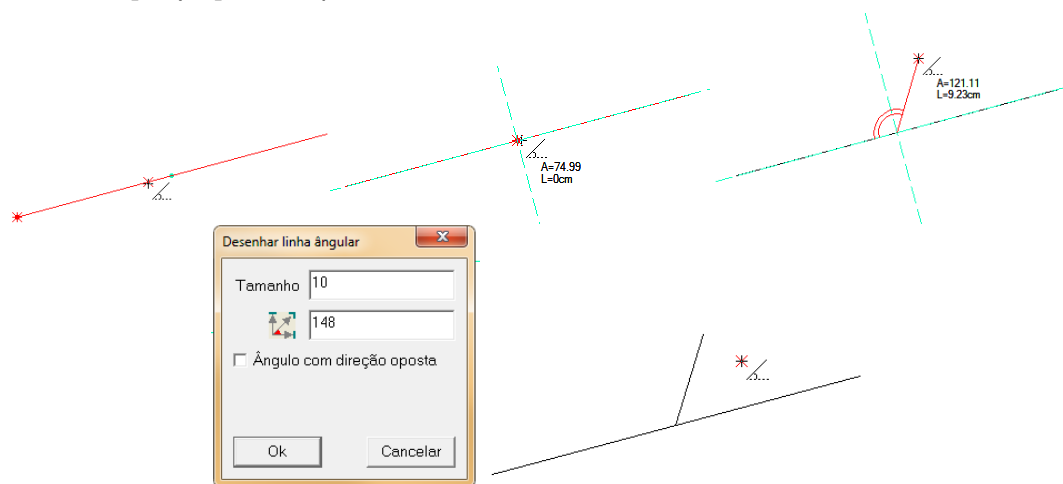 A=121.11
L=9.23cm
A=74.99
L=0cm
Desenhar linha ângular
Tamanho 10
148
Ângulo com direção oposta
Ok Cancelar